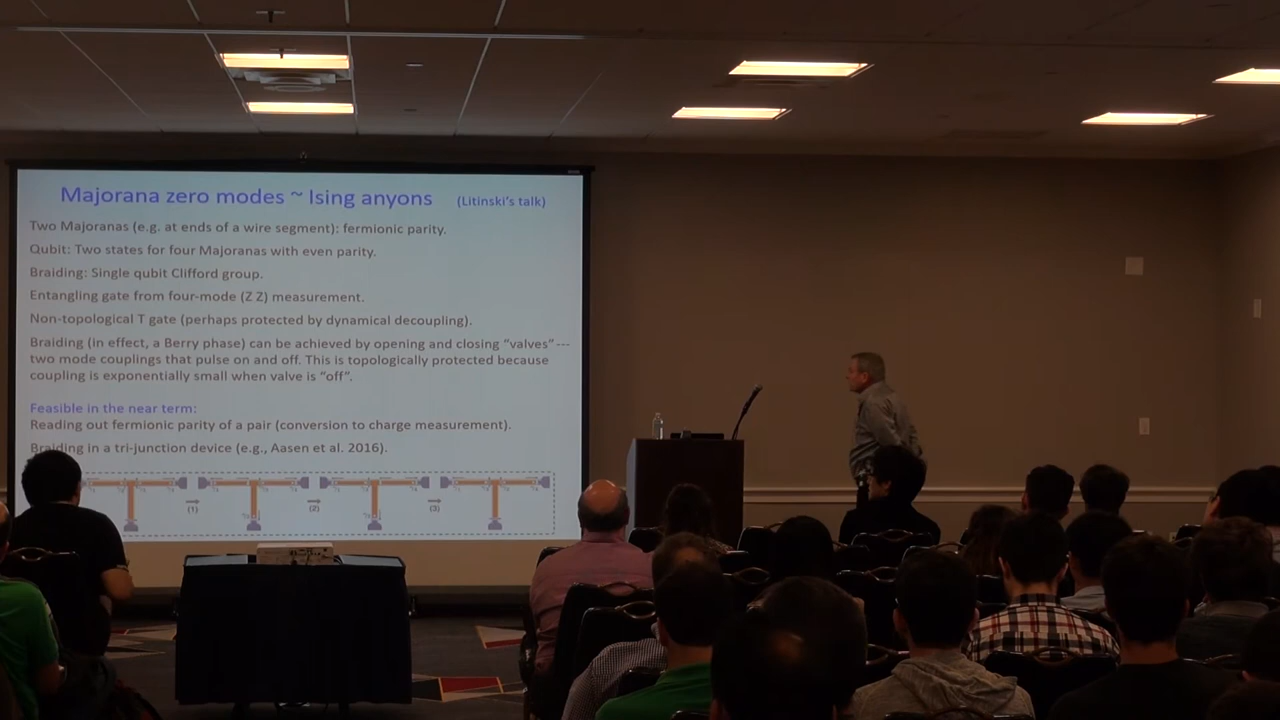 Majorana zero modes ~ Ising anyons (Litinski's talk)
Two Majoranas (e.g. at ends of a wire segment): fermionic parity.
Qubit: Two states for four Majoranas with even parity.
Braiding: Single qubit Clifford group.
Entangling gate from four-mode (Z Z) measurement.
Non-topological T gate (perhaps protected by dynamical decoupling).
Braiding (in effect, a Berry phase) can be achieved by opening and closing “valves” ---
two mode couplings that pulse on and off. This is topologically protected because
coupling is exponentially small when valve is “off”.
Feasible in the near term:
Reading out fermionic parity of a pair (conversion to charge measurement).
Braiding in a tri-junction device (e.g., Aasen et al. 2016).
(1) (2) (3)